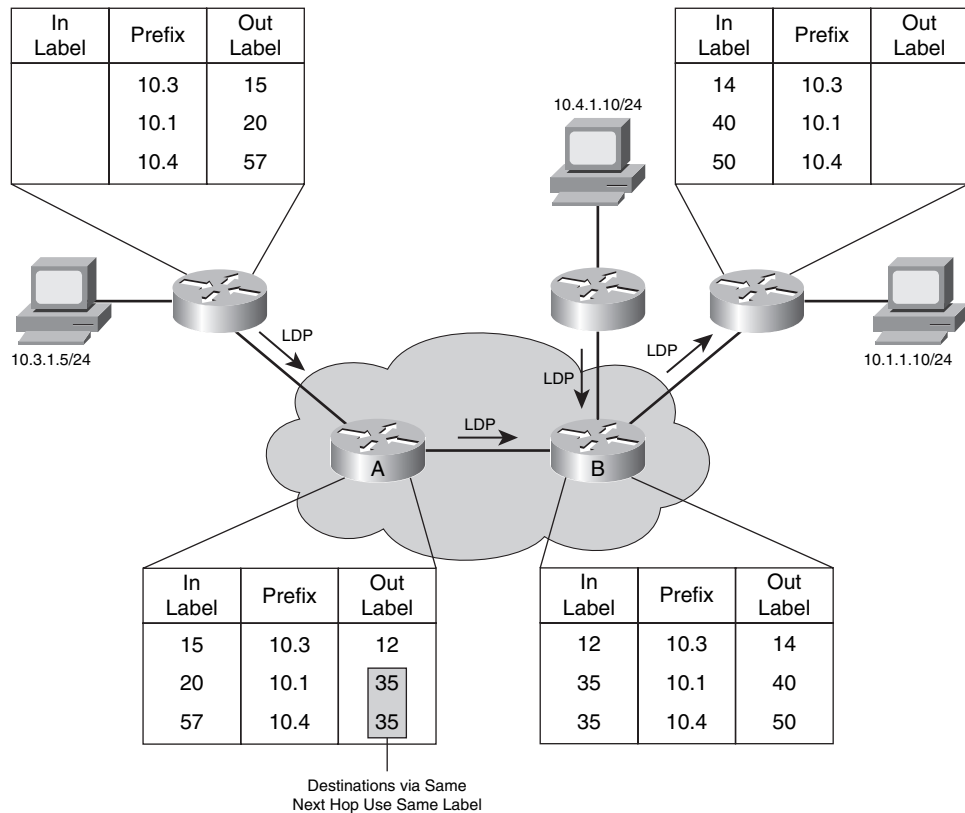 In Label Prefix Out Label
10.3 15
10.1 20
10.4 57
In Label Prefix Out Label
14 10.3
40 10.1
50 10.4
10.4.1.10/24
10.3.1.5/24
10.1.1.10/24
LDP
LDP
LDP
LDP
A
B
In Label Prefix Out Label
15 10.3 12
20 10.1 35
57 10.4 35
In Label Prefix Out Label
12 10.3 14
35 10.1 40
35 10.4 50
Destinations via Same
Next Hop Use Same Label